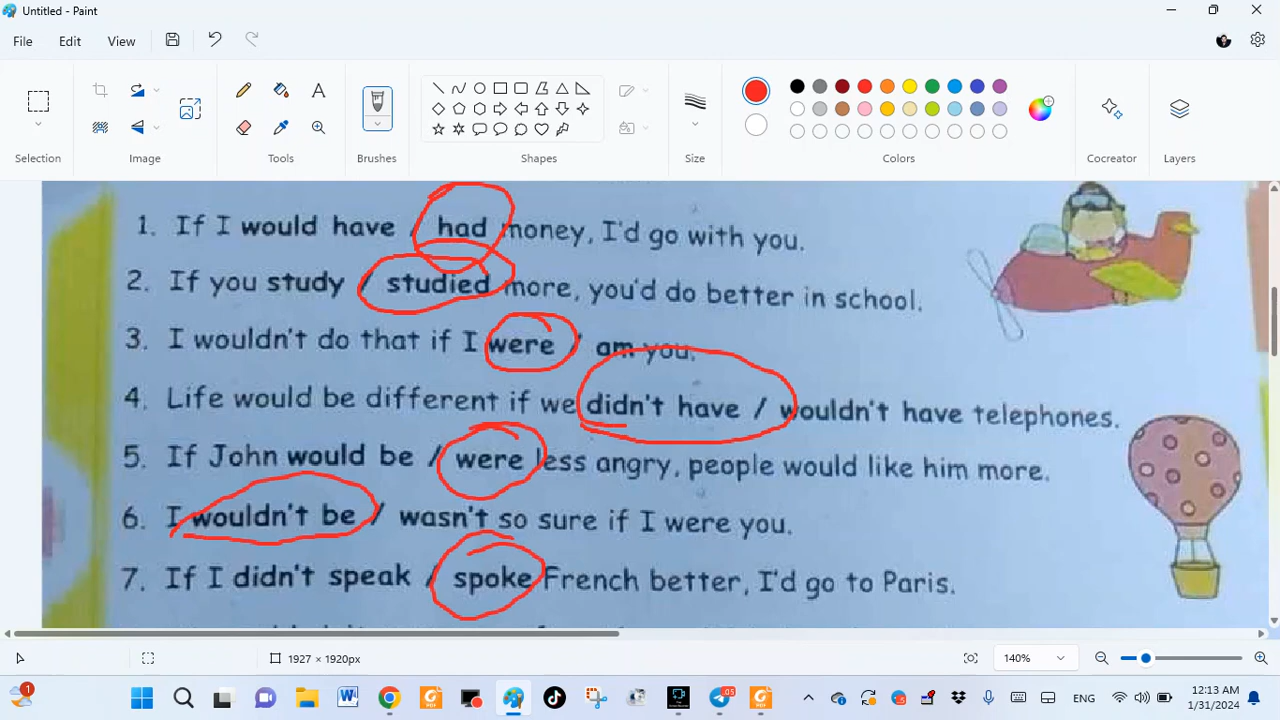 Untitled - Paint
File Edit View
Selection Image Tools Brushes Shapes Size Colors Cocreator Layers
1. If I would have / had money, I'd go with you.
2. If you study / studied more, you'd do better in school.
3. I wouldn't do that if I were / am you.
4. Life would be different if we didn't have / wouldn't have telephones.
5. If John would be / were less angry, people would like him more.
6. I wouldn't be / wasn't so sure if I were you.
7. If I didn't speak / spoke French better, I'd go to Paris.
1927 × 1920px 140%
1 05 ENG 12:13 AM
1/31/2024